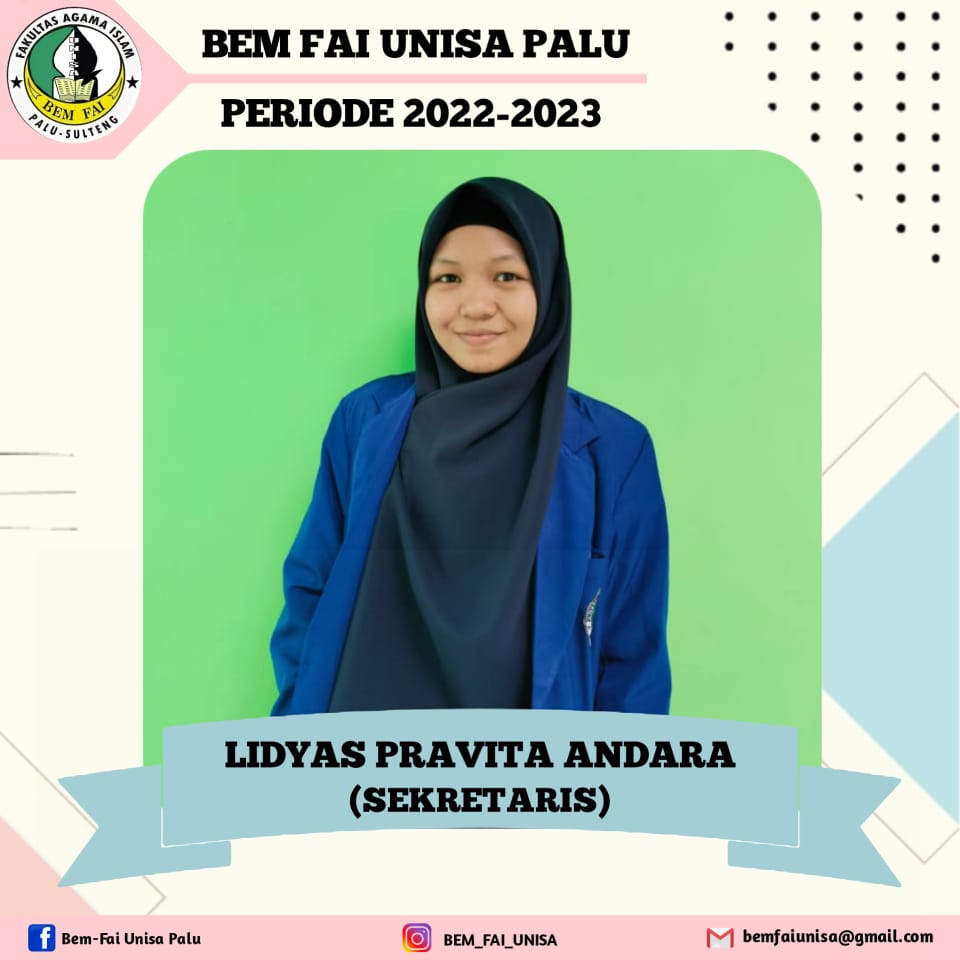 FAKULTAS AGAMA ISLAM
BEM FAI
PALU-SULTENG
BEM FAI UNISA PALU
PERIODE 2022-2023
LIDYAS PRAVITA ANDARA
(SEKRETARIS)
Bem-Fai Unisa Palu
BEM_FAI_UNISA
bemfaiunisa@gmail.com